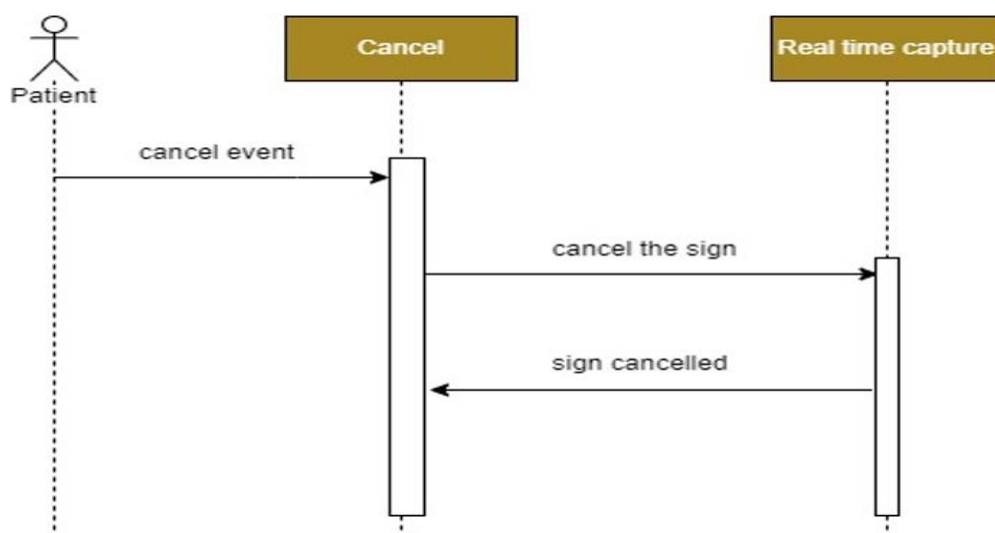 Cancel
Real time capture
Patient
cancel event
cancel the sign
sign cancelled